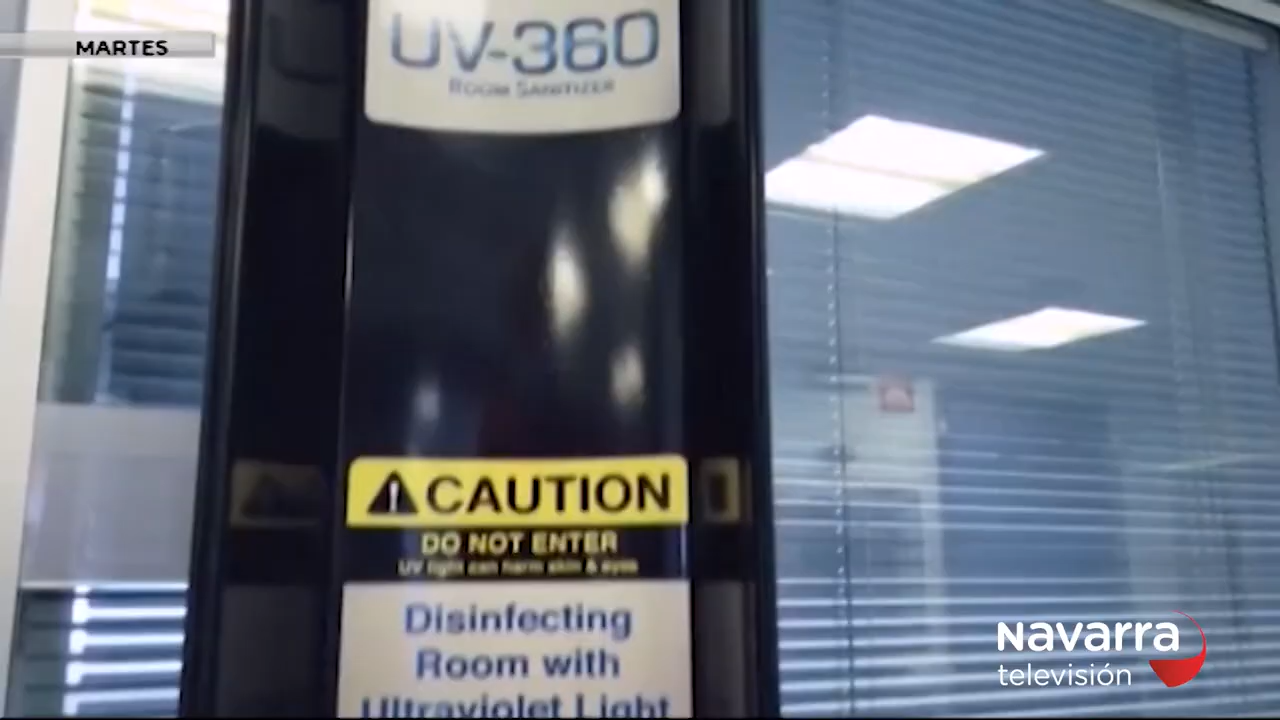 MARTES
UV-360
ROOM SANITIZER
CAUTION
DO NOT ENTER
UV light can harm skin & eyes
Disinfecting
Room with
Ultraviolet Light
Navarra
televisión